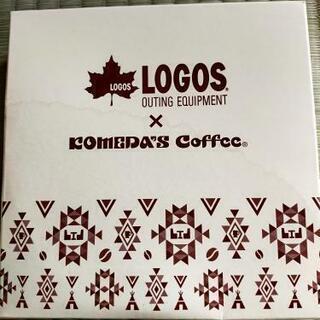 LOGOS
LOGOS®
OUTING EQUIPMENT
×
KOMEDA'S Coffee®